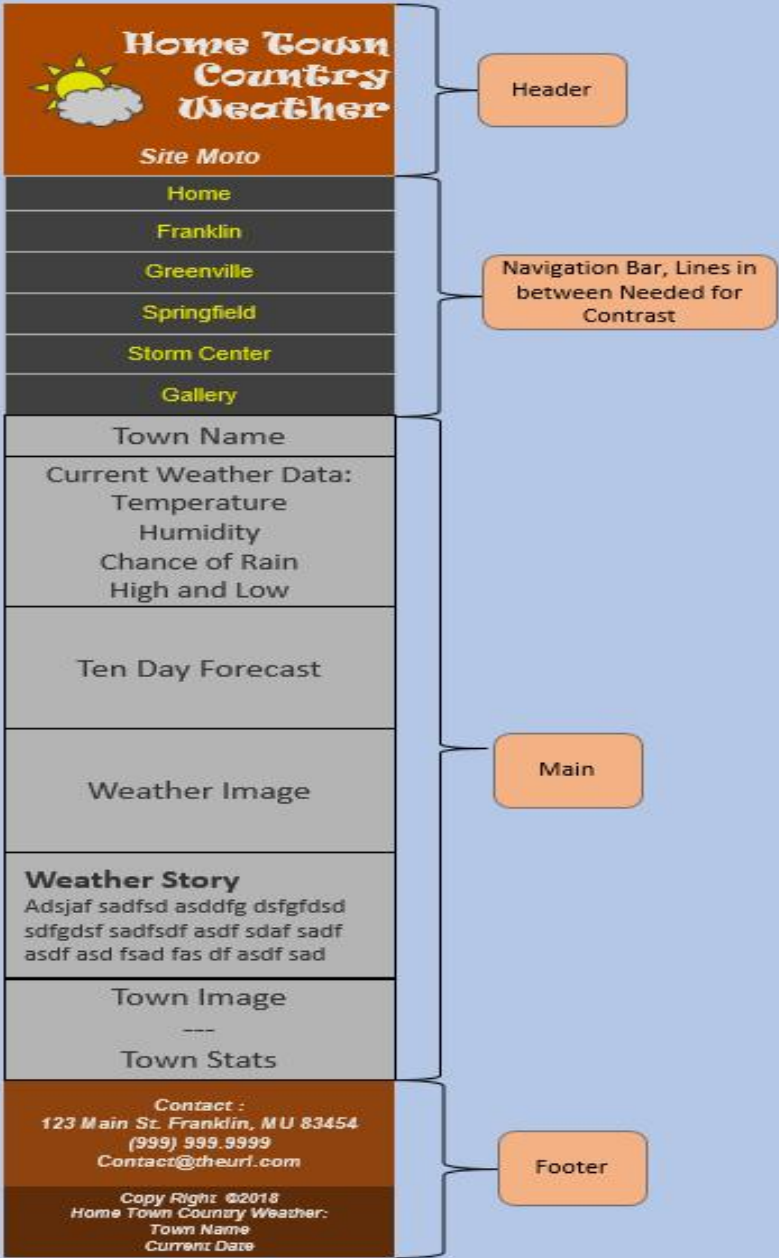 Home Town
Country
Weather
Site Moto
Header
Home
Franklin
Greenville
Springfield
Storm Center
Gallery
Navigation Bar, Lines in
between Needed for
Contrast
Town Name
Current Weather Data:
Temperature
Humidity
Chance of Rain
High and Low
Ten Day Forecast
Weather Image
Main
Weather Story
Adsjaf sadfsd asddfg dsfgfdsd
sdfgdsf sadfsdf asdf sdaf sadf
asdf asd fsad fas df asdf sad
Town Image
---
Town Stats
Contact :
123 Main St. Franklin, MU 83454
(999) 999.9999
Contact@theurl.com
Footer
Copy Right ©2018
Home Town Country Weather:
Town Name
Current Date